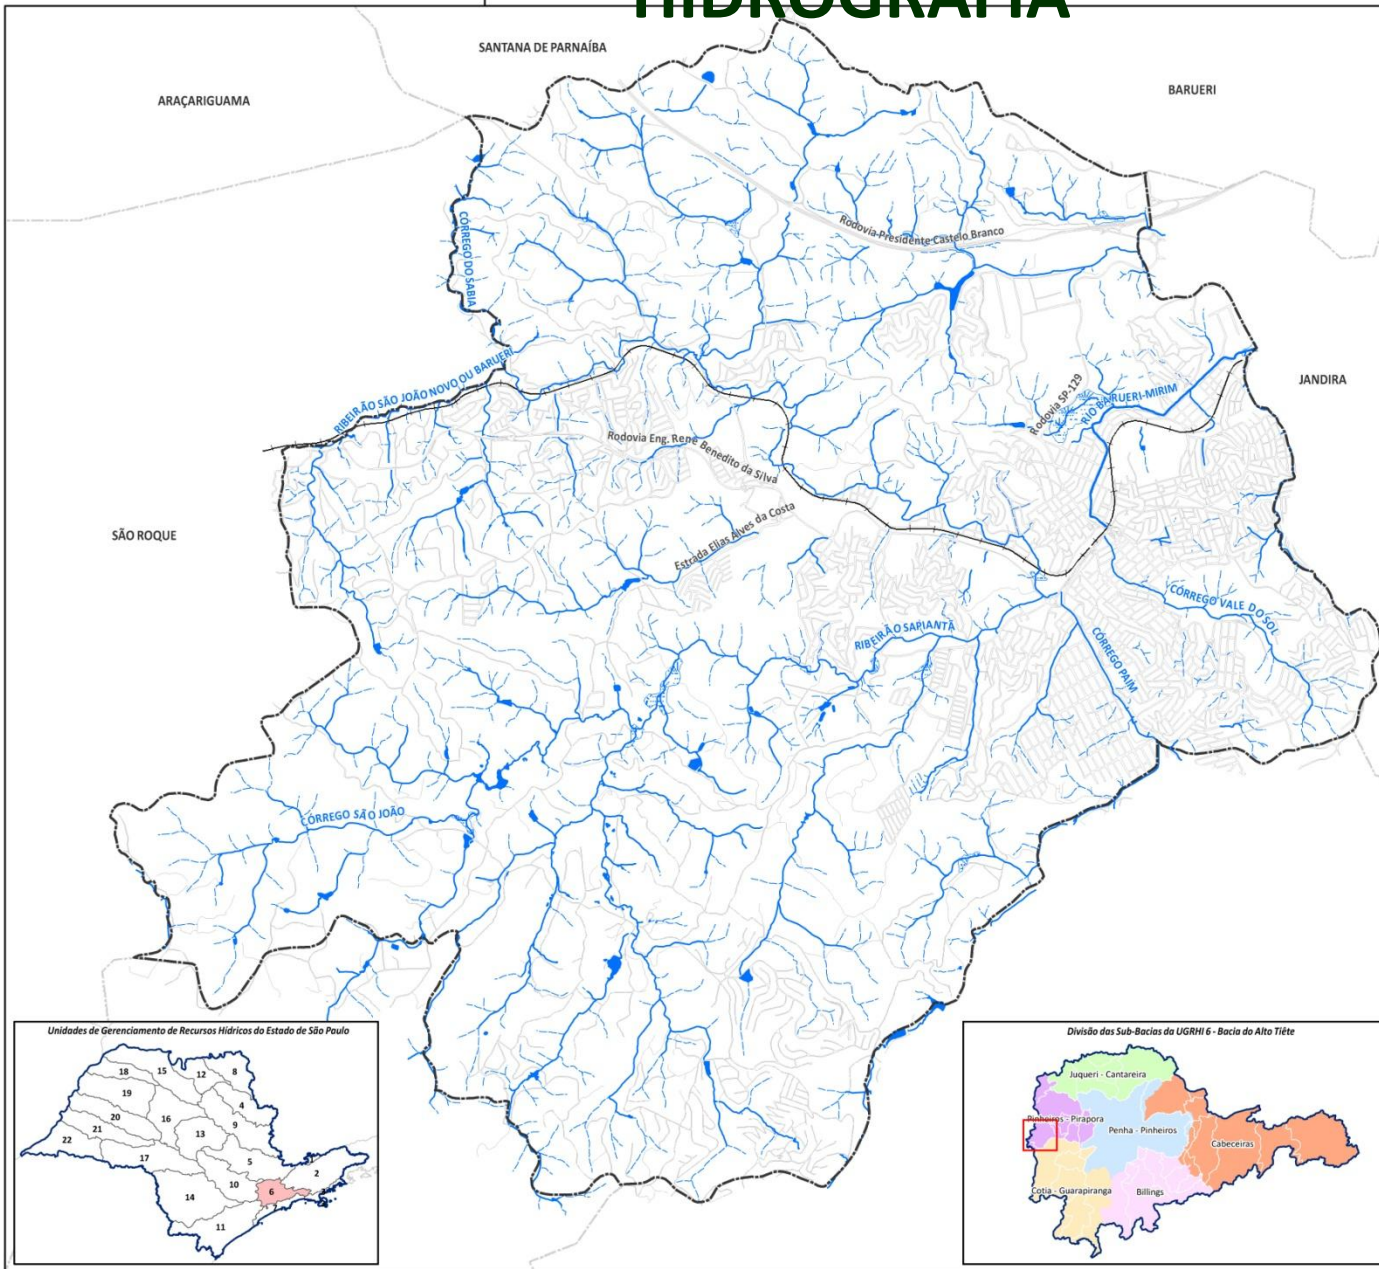 HIDROGRAFIA
SANTANA DE PARNAÍBA
ARAÇARIGUAMA
BARUERI
Rodovia Presidente Castelo Branco
CÓRREGO DO SABIA
RIBEIRÃO SÃO JOÃO NOVO OU BARUERI
JANDIRA
Rodovia SP-129
RIO BARUERI-MIRIM
Rodovia Eng. Renê Benedito da Silva
SÃO ROQUE
Estrada Elias Alves da Costa
CÓRREGO VALE DO SOL
RIBEIRÃO SAPIANTÃ
CÓRREGO PAIM
CÓRREGO SÃO JOÃO
Unidades de Gerenciamento de Recursos Hídricos do Estado de São Paulo
18
15
12
8
19
4
20
16
9
21
13
22
17
5
1
2
10
14
6
3
7
11
Divisão das Sub-Bacias da UGRHI 6 - Bacia do Alto Tiête
Juqueri - Cantareira
Pinheiros - Pirapora
Penha - Pinheiros
Cabeceiras
Cotia - Guarapiranga
Billings